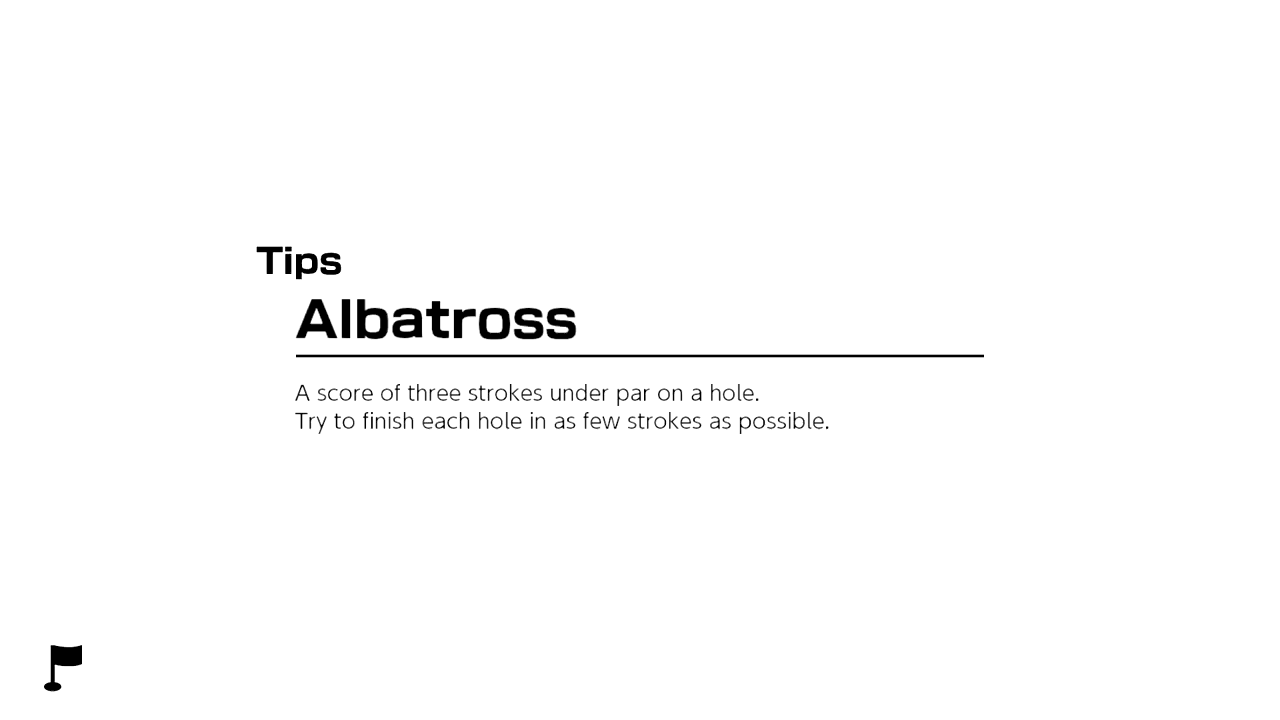 Tips
Albatross
A score of three strokes under par on a hole.
Try to finish each hole in as few strokes as possible.